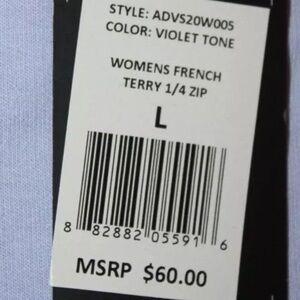 STYLE: ADVS20W005
COLOR: VIOLET TONE
WOMENS FRENCH
TERRY 1/4 ZIP
L
8 82882 05591 6
MSRP $60.00